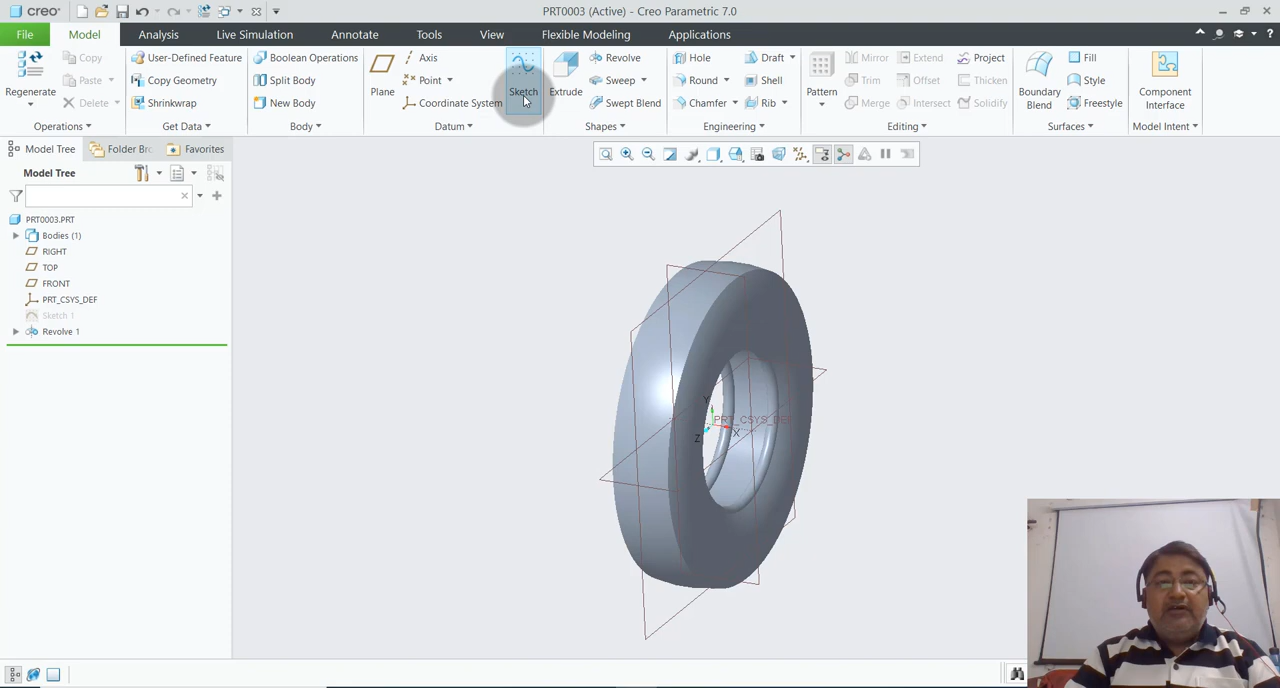 creo
PRT0003 (Active) - Creo Parametric 7.0
File
Model
Analysis
Live Simulation
Annotate
Tools
View
Flexible Modeling
Applications
Regenerate
Copy
Paste
Delete
Operations
User-Defined Feature
Copy Geometry
Shrinkwrap
Get Data
Boolean Operations
Split Body
New Body
Body
Plane
Axis
Point
Coordinate System
Sketch
Datum
Extrude
Revolve
Sweep
Swept Blend
Shapes
Hole
Round
Chamfer
Draft
Shell
Rib
Engineering
Pattern
Mirror
Trim
Merge
Extend
Offset
Intersect
Project
Thicken
Solidify
Editing
Boundary
Blend
Fill
Style
Freestyle
Surfaces
Component
Interface
Model Intent
Model Tree
Folder Bro
Favorites
Model Tree
PRT0003.PRT
Bodies (1)
RIGHT
TOP
FRONT
PRT_CSYS_DEF
Sketch 1
Revolve 1
Y
PRT_CSYS_DEF
X
Z